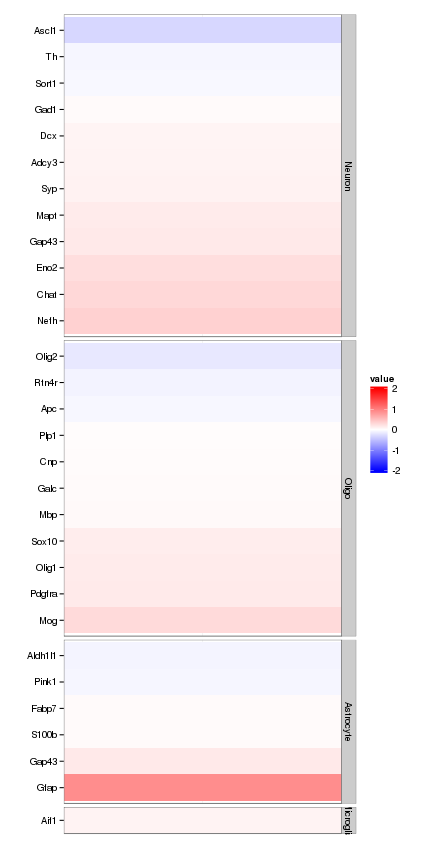 Ascl1
Th
Sort1
Gad1
Dcx
Adcy3
Syp
Mapt
Gap43
Eno2
Chat
Nefh
Neuron
Olig2
Rtn4r
Apc
Plp1
Cnp
Galc
Mbp
Sox10
Olig1
Pdgfra
Mog
Oligo
Aldh1l1
Pink1
Fabp7
S100b
Gap43
Gfap
Astrocyte
Aif1
icrogli
value
2
1
0
-1
-2